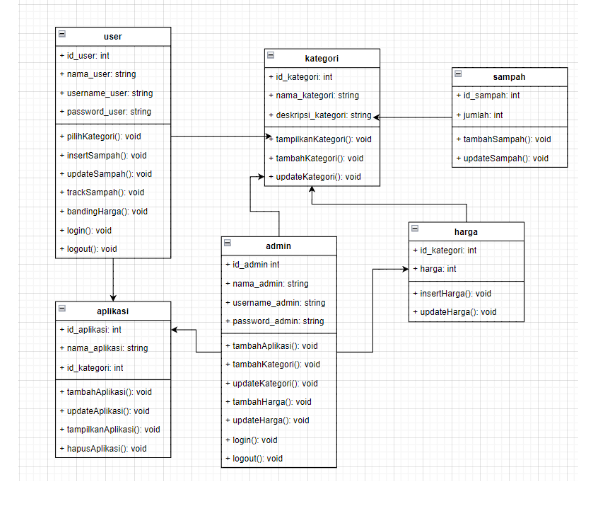 user
+ id_user: int
+ nama_user: string
+ username_user: string
+ password_user: string
+ pilihKategori(): void
+ insertSampah(): void
+ updateSampah(): void
+ trackSampah(): void
+ bandingHarga(): void
+ login(): void
+ logout(): void
kategori
+ id_kategori: int
+ nama_kategori: string
+ deskripsi_kategori: string
+ tampilkanKategori(): void
+ tambahKategori(): void
+ updateKategori(): void
sampah
+ id_sampah: int
+ jumlah: int
+ tambahSampah(): void
+ updateSampah(): void
harga
+ id_kategori: int
+ harga: int
+ insertHarga(): void
+ updateHarga(): void
admin
+ id_admin int
+ nama_admin: string
+ username_admin: string
+ password_admin: string
+ tambahAplikasi(): void
+ tambahKategori(): void
+ updateKategori(): void
+ tambahHarga(): void
+ updateHarga(): void
+ login(): void
+ logout(): void
aplikasi
+ id_aplikasi: int
+ nama_aplikasi: string
+ id_kategori: int
+ tambahAplikasi(): void
+ updateAplikasi(): void
+ tampilkanAplikasi(): void
+ hapusAplikasi(): void